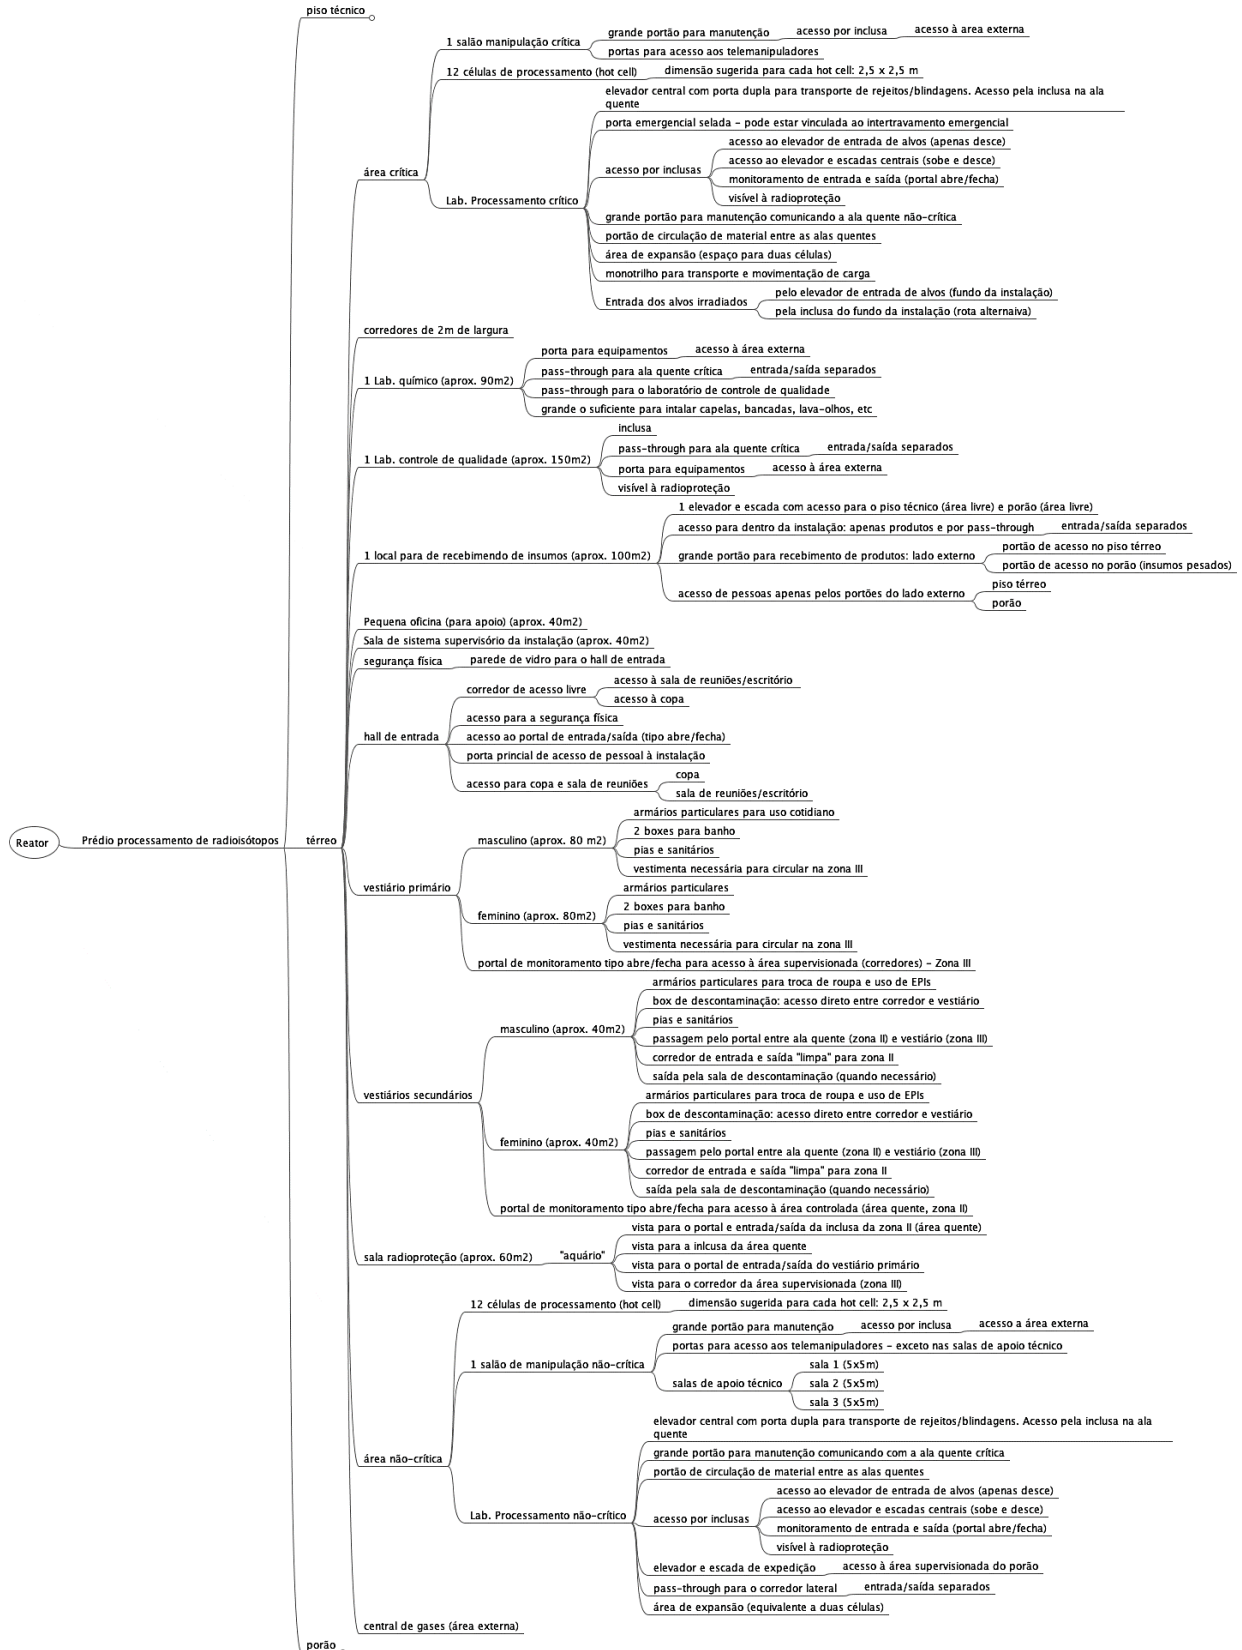 piso técnico
1 salão manipulação crítica
grande portão para manutenção
acesso por inclusa
acesso à area externa
portas para acesso aos telemanipuladores
12 células de processamento (hot cell)
dimensão sugerida para cada hot cell: 2,5 x 2,5 m
elevador central com porta dupla para transporte de rejeitos/blindagens. Acesso pela inclusa na ala
quente
porta emergencial selada - pode estar vinculada ao intertravamento emergencial
área crítica
acesso por inclusas
acesso ao elevador de entrada de alvos (apenas desce)
acesso ao elevador e escadas centrais (sobe e desce)
monitoramento de entrada e saída (portal abre/fecha)
visível à radioproteção
Lab. Processamento crítico
grande portão para manutenção comunicando a ala quente não-crítica
portão de circulação de material entre as alas quentes
área de expansão (espaço para duas células)
monotrilho para transporte e movimentação de carga
Entrada dos alvos irradiados
pelo elevador de entrada de alvos (fundo da instalação)
pela inclusa do fundo da instalação (rota alternaiva)
corredores de 2m de largura
1 Lab. químico (aprox. 90m2)
porta para equipamentos
acesso à área externa
pass-through para ala quente crítica
entrada/saída separados
pass-through para o laboratório de controle de qualidade
grande o suficiente para intalar capelas, bancadas, lava-olhos, etc
1 Lab. controle de qualidade (aprox. 150m2)
inclusa
pass-through para ala quente crítica
entrada/saída separados
porta para equipamentos
acesso à área externa
visível à radioproteção
1 local para de recebimendo de insumos (aprox. 100m2)
1 elevador e escada com acesso para o piso técnico (área livre) e porão (área livre)
acesso para dentro da instalação: apenas produtos e por pass-through
entrada/saída separados
grande portão para recebimento de produtos: lado externo
portão de acesso no piso térreo
portão de acesso no porão (insumos pesados)
acesso de pessoas apenas pelos portões do lado externo
piso térreo
porão
Pequena oficina (para apoio) (aprox. 40m2)
Sala de sistema supervisório da instalação (aprox. 40m2)
segurança física
parede de vidro para o hall de entrada
hall de entrada
corredor de acesso livre
acesso à sala de reuniões/escritório
acesso à copa
acesso para a segurança física
acesso ao portal de entrada/saída (tipo abre/fecha)
porta princial de acesso de pessoal à instalação
acesso para copa e sala de reuniões
copa
sala de reuniões/escritório
Reator
Prédio processamento de radioisótopos
térreo
vestiário primário
masculino (aprox. 80 m2)
armários particulares para uso cotidiano
2 boxes para banho
pias e sanitários
vestimenta necessária para circular na zona III
feminino (aprox. 80m2)
armários particulares
2 boxes para banho
pias e sanitários
vestimenta necessária para circular na zona III
portal de monitoramento tipo abre/fecha para acesso à área supervisionada (corredores) - Zona III
vestiários secundários
masculino (aprox. 40m2)
armários particulares para troca de roupa e uso de EPIs
box de descontaminação: acesso direto entre corredor e vestiário
pias e sanitários
passagem pelo portal entre ala quente (zona II) e vestiário (zona III)
corredor de entrada e saída "limpa" para zona II
saída pela sala de descontaminação (quando necessário)
feminino (aprox. 40m2)
armários particulares para troca de roupa e uso de EPIs
box de descontaminação: acesso direto entre corredor e vestiário
pias e sanitários
passagem pelo portal entre ala quente (zona II) e vestiário (zona III)
corredor de entrada e saída "limpa" para zona II
saída pela sala de descontaminação (quando necessário)
portal de monitoramento tipo abre/fecha para acesso à área controlada (área quente, zona II)
sala radioproteção (aprox. 60m2)
"aquário"
vista para o portal e entrada/saída da inclusa da zona II (área quente)
vista para a inlcusa da área quente
vista para o portal de entrada/saída do vestiário primário
vista para o corredor da área supervisionada (zona III)
área não-crítica
12 células de processamento (hot cell)
dimensão sugerida para cada hot cell: 2,5 x 2,5 m
1 salão de manipulação não-crítica
grande portão para manutenção
acesso por inclusa
acesso a área externa
portas para acesso aos telemanipuladores - exceto nas salas de apoio técnico
salas de apoio técnico
sala 1 (5x5m)
sala 2 (5x5m)
sala 3 (5x5m)
Lab. Processamento não-crítico
elevador central com porta dupla para transporte de rejeitos/blindagens. Acesso pela inclusa na ala
quente
grande portão para manutenção comunicando com a ala quente crítica
portão de circulação de material entre as alas quentes
acesso por inclusas
acesso ao elevador de entrada de alvos (apenas desce)
acesso ao elevador e escadas centrais (sobe e desce)
monitoramento de entrada e saída (portal abre/fecha)
visível à radioproteção
elevador e escada de expedição
acesso à área supervisionada do porão
pass-through para o corredor lateral
entrada/saída separados
área de expansão (equivalente a duas células)
central de gases (área externa)
porão